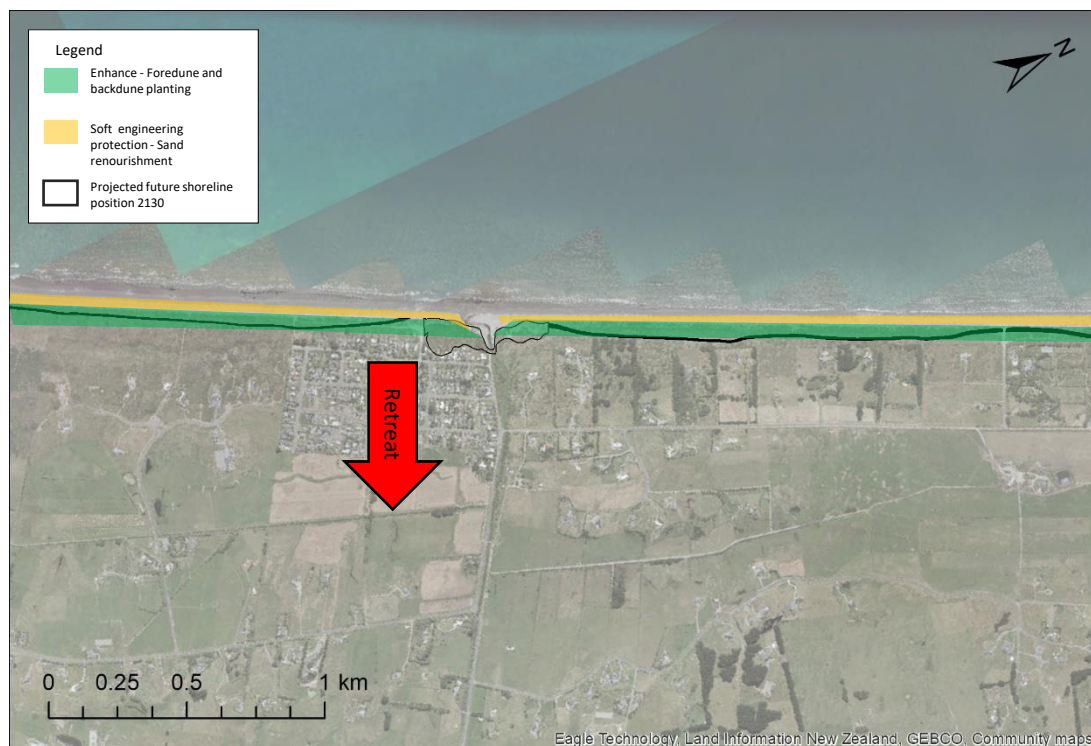 Legend
Enhance - Foredune and
backdune planting
Soft engineering
protection - Sand
renourishment
Projected future shoreline
position 2130
N
Retreat
0 0.25 0.5 1 km
Eagle Technology, Land Information New Zealand, GEBCO, Community maps